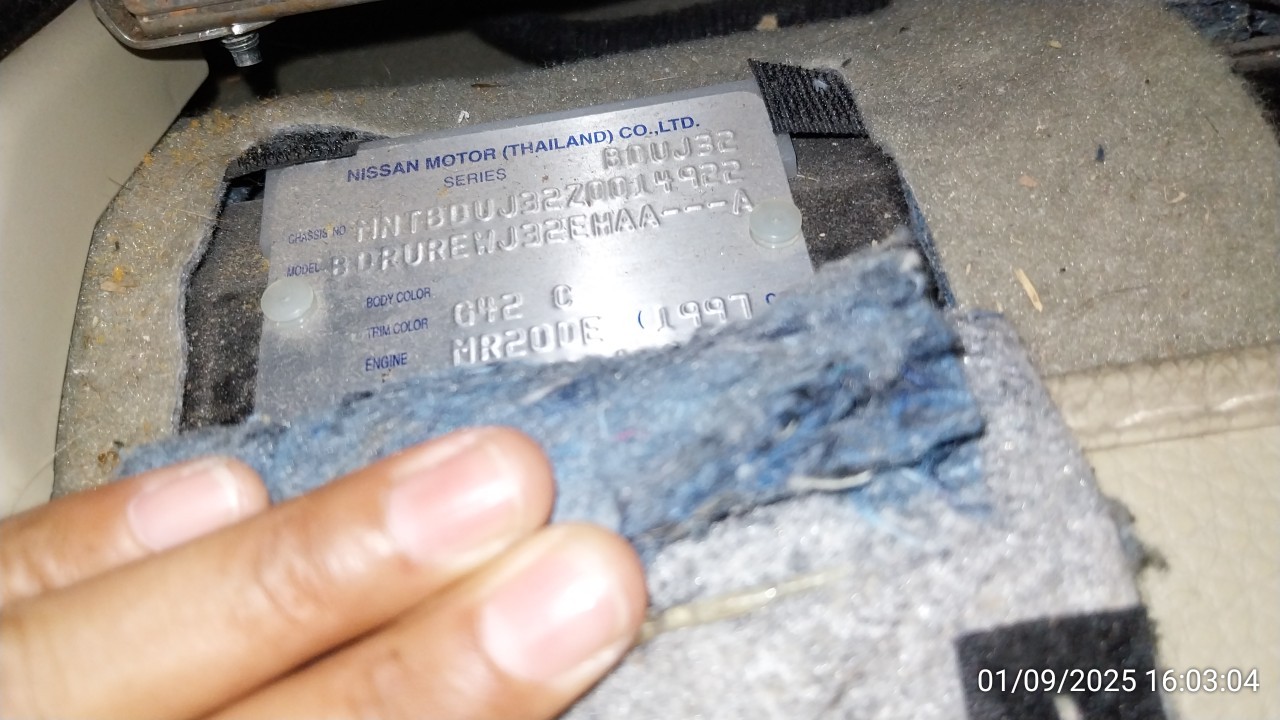 NISSAN MOTOR (THAILAND) CO.,LTD.
SERIES BDUJ32
CHASSIS NO MNTBDUJ32Z0014922
MODEL BDRUREWJ32EMAA---A
BODY COLOR
TRIM COLOR G42 C
ENGINE MR20DE (1997 c
01/09/2025 16:03:04